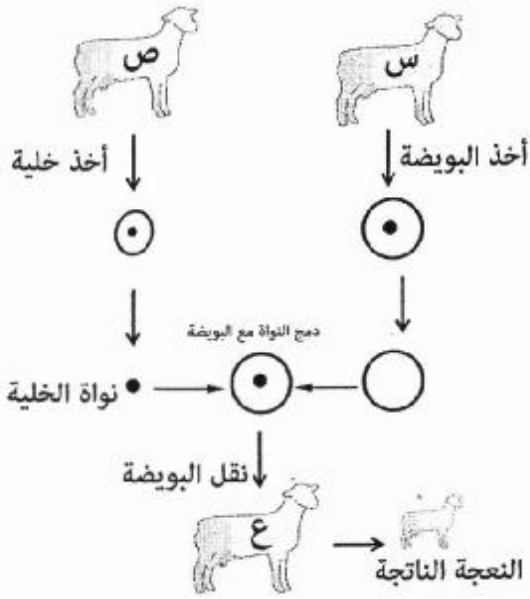 س
ص
أخذ البويضة
أخذ خلية
دمج النواة مع البويضة
نواة الخلية
نقل البويضة
ع
النعجة الناتجة